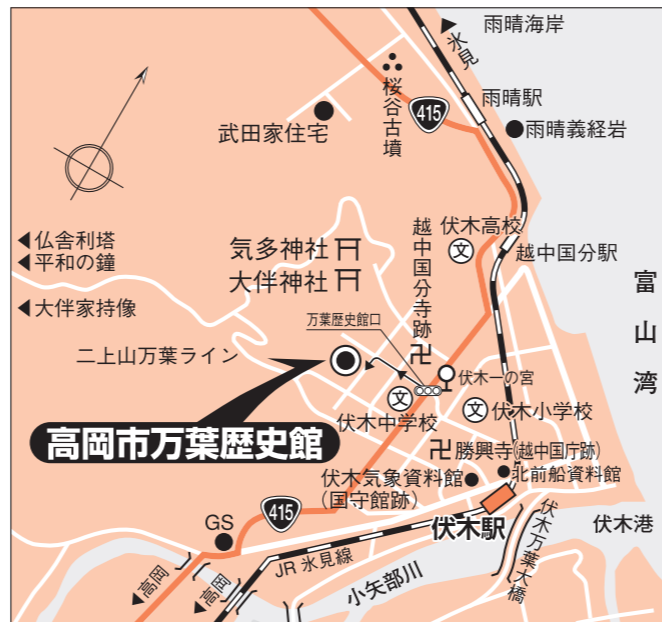 雨晴海岸
氷見
雨晴駅
415
桜谷古墳
武田家住宅
雨晴義経岩
仏舎利塔
平和の鐘
大伴家持像
気多神社
大伴神社
越中国分寺跡
伏木高校
文
越中国分駅
富山湾
万葉歴史館口
二上山万葉ライン
伏木一の宮
文
伏木中学校
文
伏木小学校
高岡市万葉歴史館
勝興寺(越中国庁跡)
北前船資料館
伏木気象資料館
(国守館跡)
伏木駅
415
GS
伏木港
伏木万葉大橋
JR 氷見線
小矢部川
高岡
高岡